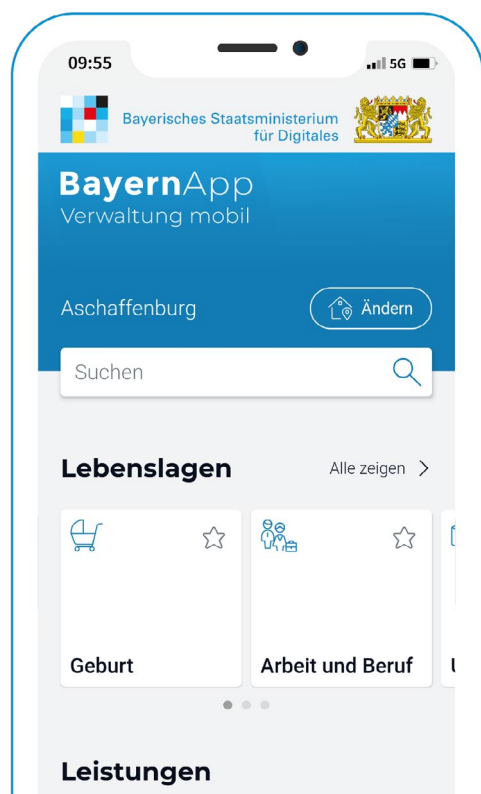 09:55
5G
Bayerisches Staatsministerium
für Digitales
BayernApp
Verwaltung mobil
Aschaffenburg
Ändern
Suchen
Lebenslagen
Alle zeigen
Geburt
Arbeit und Beruf
Leistungen